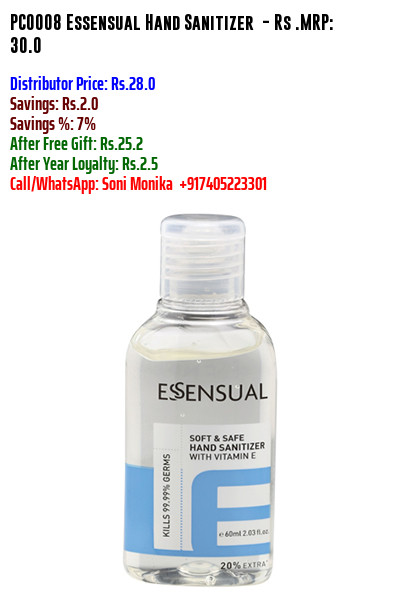 PC0008 Essensual Hand Sanitizer - Rs .MRP:
30.0
Distributor Price: Rs.28.0
Savings: Rs.2.0
Savings %: 7%
After Free Gift: Rs.25.2
After Year Loyalty: Rs.2.5
Call/WhatsApp: Soni Monika +917405223301
ESSENSUAL
SOFT & SAFE
HAND SANITIZER
WITH VITAMIN E
KILLS 99.99% GERMS
e 60ml 2.03 fl.oz.
20% EXTRA*